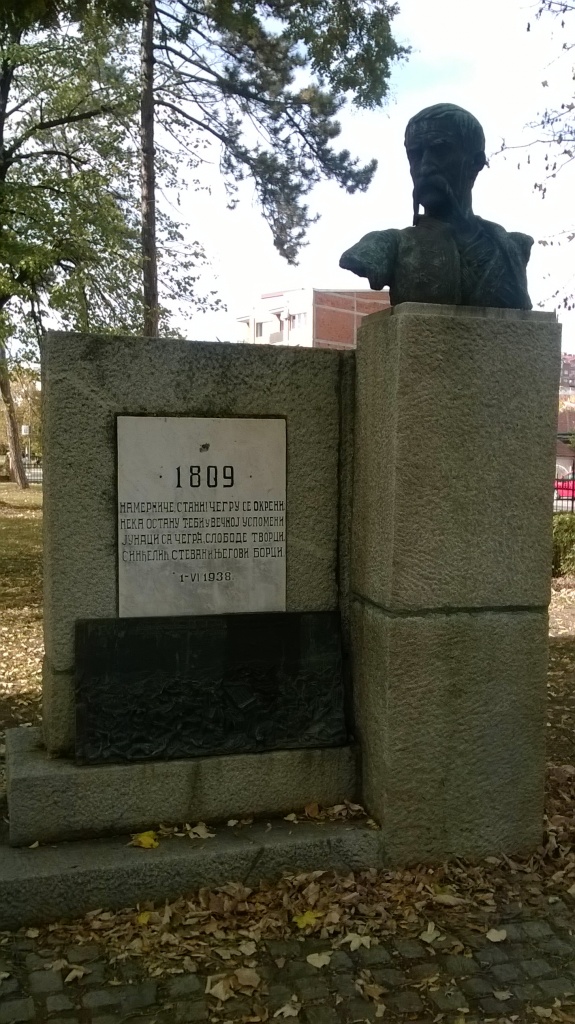 · 1809 ·
НАМЕРНИЧЕ СТАНИ ЧЕГРУ СЕ ОКРЕНИ
НЕКА ОСТАНУ ТЕБИ У ВЕЧНОЈ УСПОМЕНИ
ЈУНАЦИ СА ЧЕГРА, СЛОБОДЕ ТВОРЦИ
СИНЂЕЛИЋ СТЕВАН И ЊЕГОВИ БОРЦИ
1-VI 1938